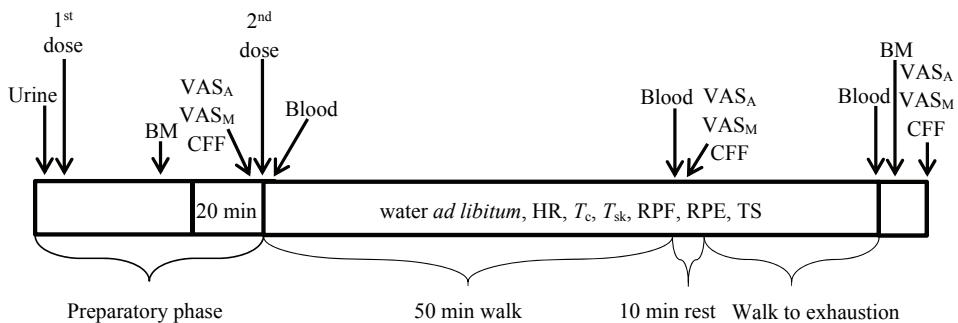 1st
dose
2nd
dose
Urine
BM
VASA
VASM
CFF
Blood
Blood
VASA
VASM
CFF
Blood
BM
VASA
VASM
CFF
20 min
water ad libitum, HR, Tc, Tsk, RPF, RPE, TS
Preparatory phase
50 min walk
10 min rest
Walk to exhaustion